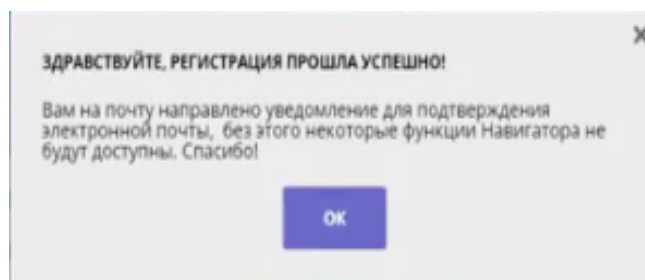 ЗДРАВСТВУЙТЕ, РЕГИСТРАЦИЯ ПРОШЛА УСПЕШНО!
Вам на почту направлено уведомление для подтверждения
электронной почты, без этого некоторые функции Навигатора не
будут доступны. Спасибо!
ОК